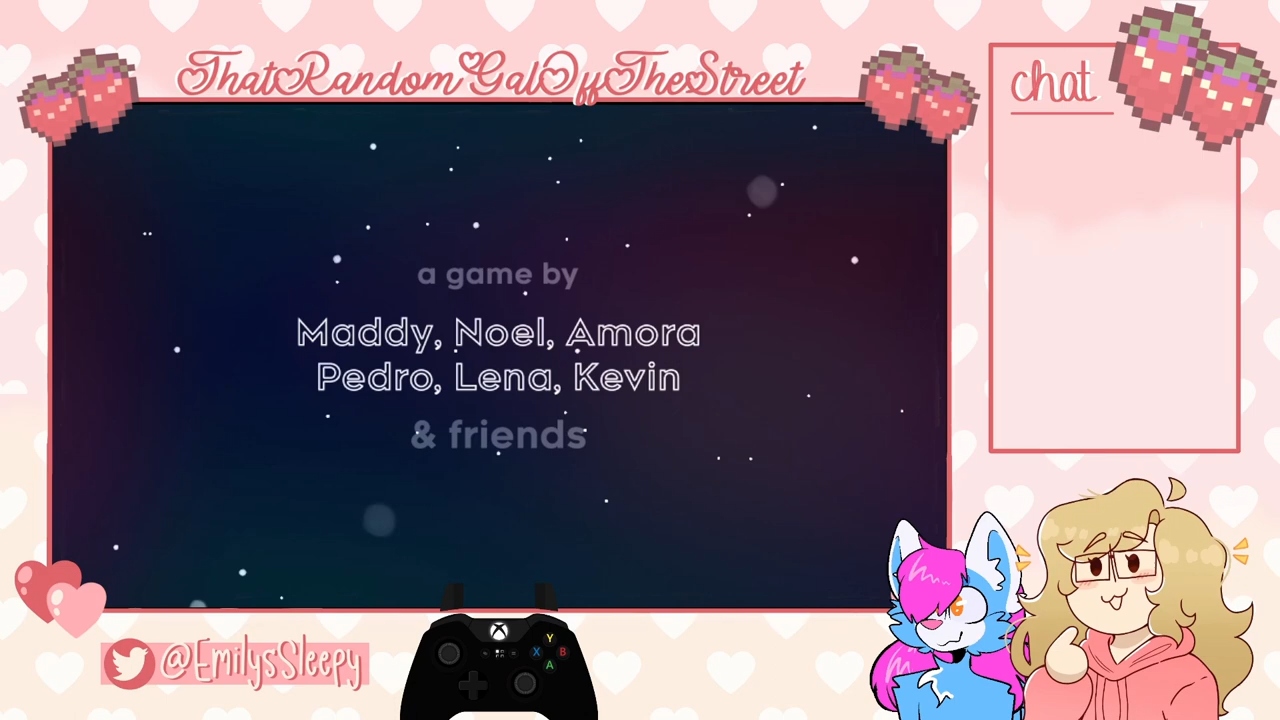 ThatRandomGalOffTheStreet
chat
a game by
Maddy, Noel, Amora
Pedro, Lena, Kevin
& friends
@EmilysSleepy
Y
X
B
A